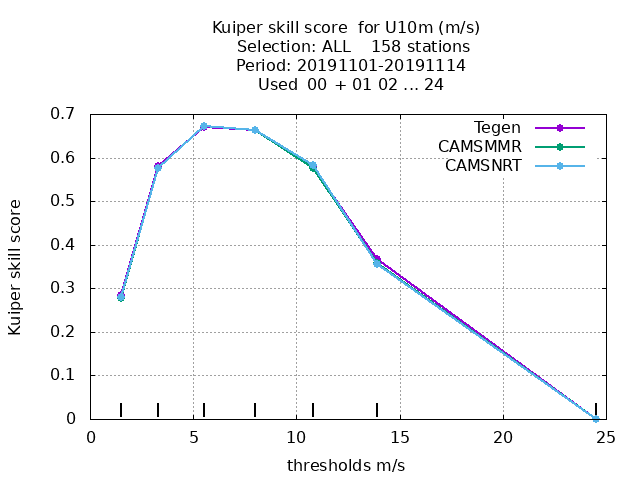 Kuiper skill score  for U10m (m/s)
Selection: ALL    158 stations
Period: 20191101-20191114
Used  00  + 01 02 ... 24
Tegen
CAMSMMR
CAMSNRT
Kuiper skill score
0.7
0.6
0.5
0.4
0.3
0.2
0.1
0
0 5 10 15 20 25
thresholds m/s